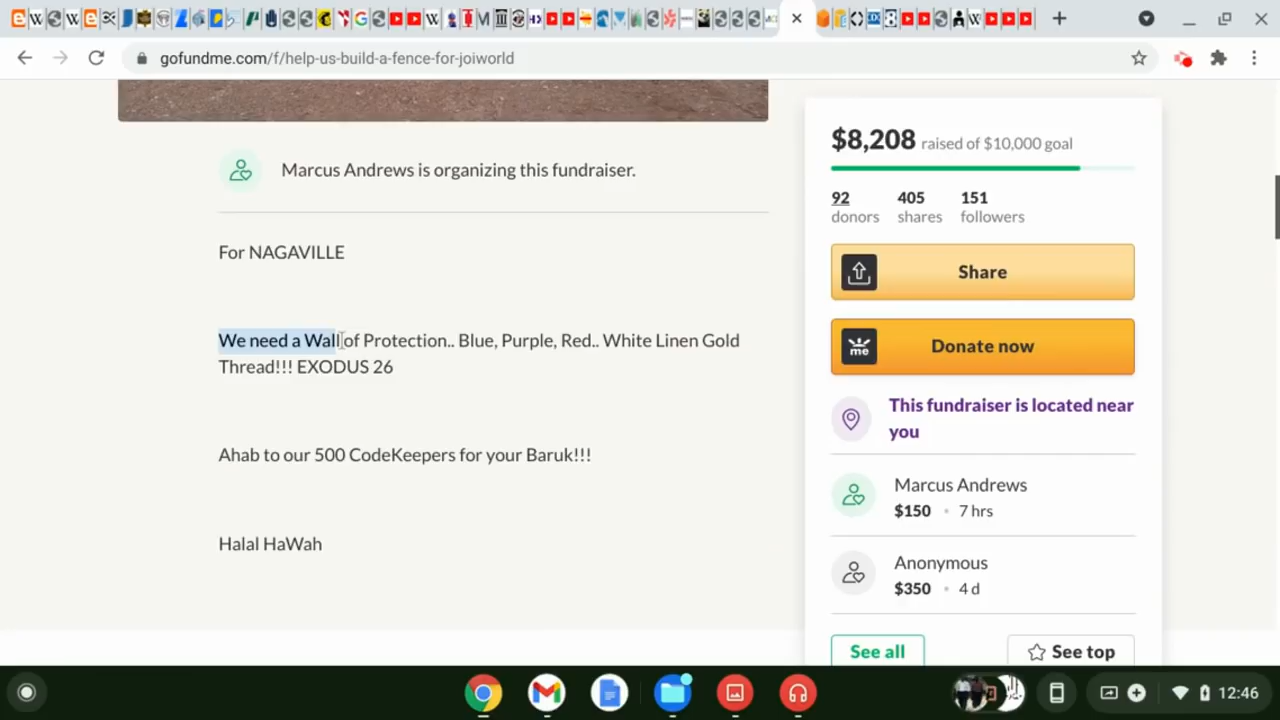 gofundme.com/f/help-us-build-a-fence-for-joiworld
Marcus Andrews is organizing this fundraiser.
For NAGAVILLE
We need a Wall of Protection.. Blue, Purple, Red.. White Linen Gold
Thread!!! EXODUS 26
Ahab to our 500 CodeKeepers for your Baruk!!!
Halal HaWah
$8,208 raised of $10,000 goal
92 405 151
donors shares followers
Share
me Donate now
This fundraiser is located near
you
Marcus Andrews
$150 • 7 hrs
Anonymous
$350 • 4 d
See all See top
12:46